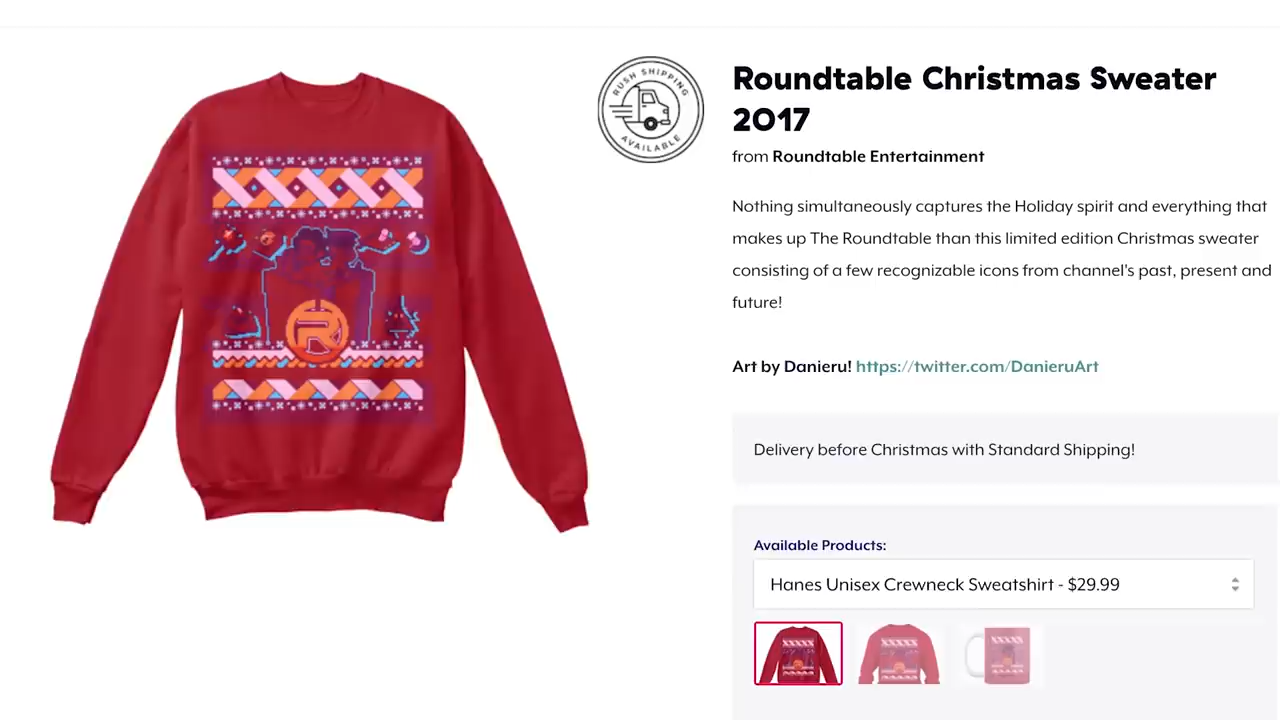 RUSH SHIPPING
AVAILABLE
Roundtable Christmas Sweater
2017
from Roundtable Entertainment
Nothing simultaneously captures the Holiday spirit and everything that
makes up The Roundtable than this limited edition Christmas sweater
consisting of a few recognizable icons from channel's past, present and
future!
Art by Danieru! https://twitter.com/DanieruArt
Delivery before Christmas with Standard Shipping!
Available Products:
Hanes Unisex Crewneck Sweatshirt - $29.99
R